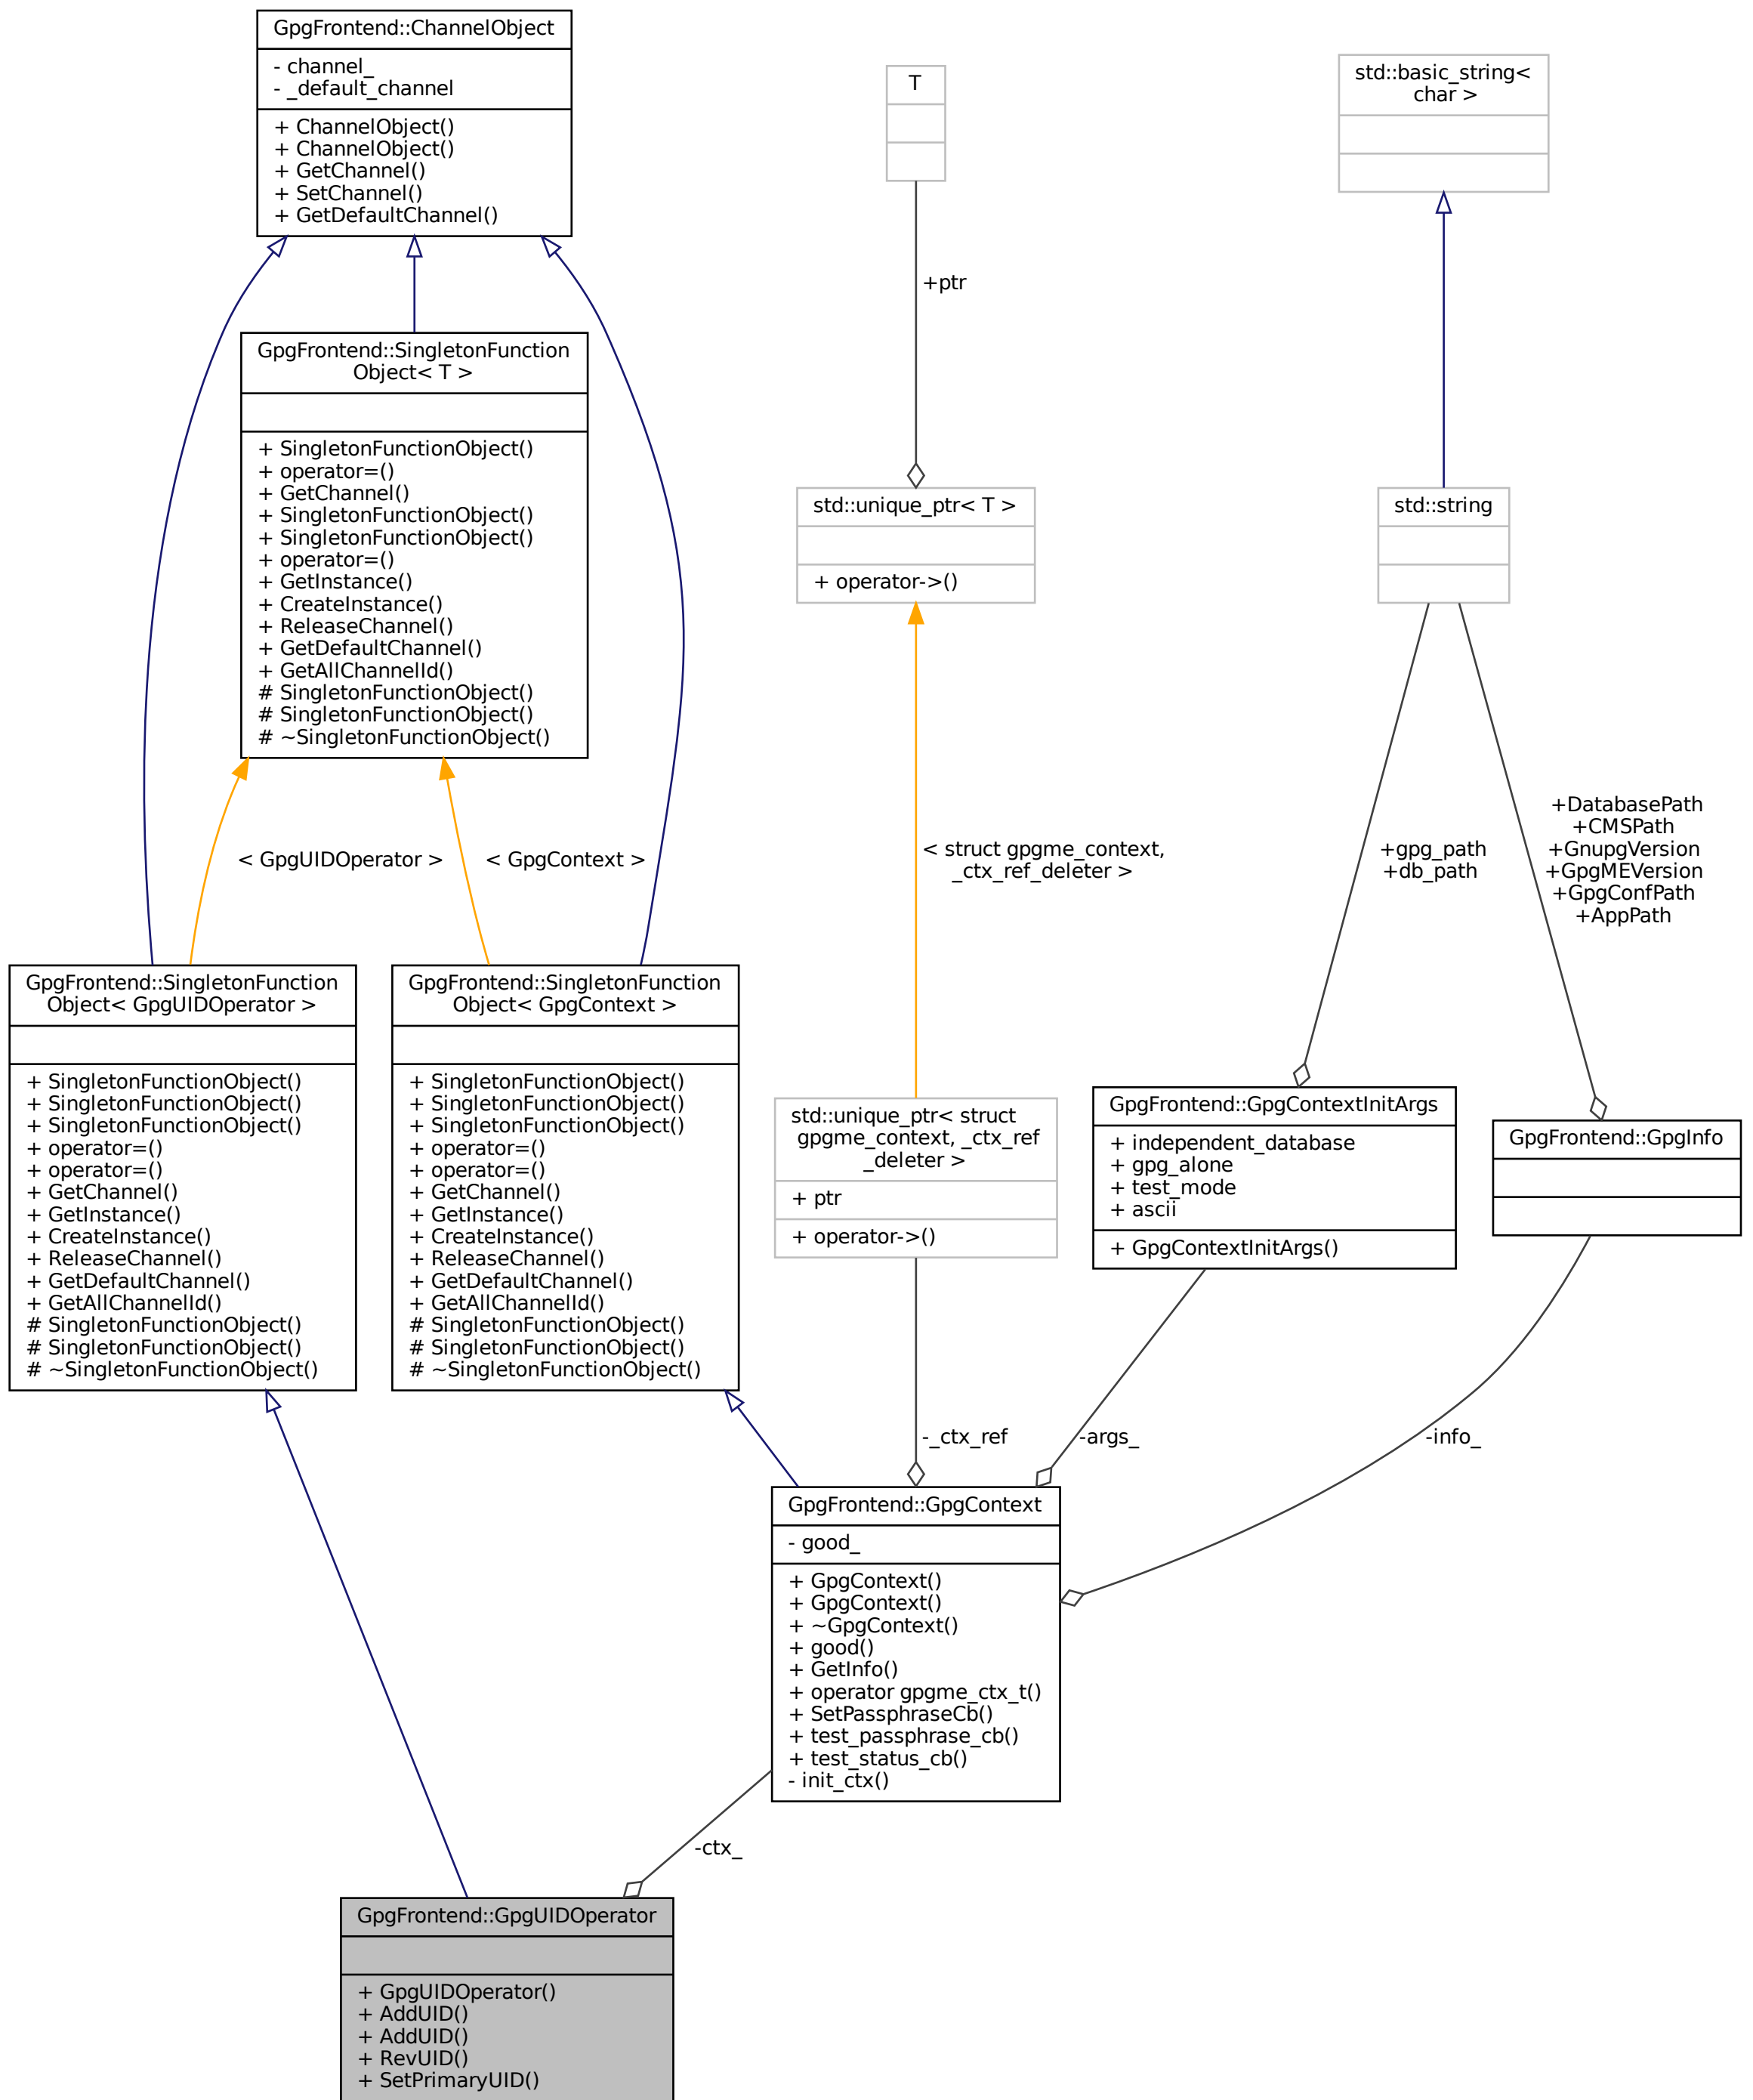 GpgFrontend::ChannelObject
- channel_
- _default_channel
+ ChannelObject()
+ ChannelObject()
+ GetChannel()
+ SetChannel()
+ GetDefaultChannel()
T
std::basic_string<
char >
+ptr
GpgFrontend::SingletonFunction
Object< T >
+ SingletonFunctionObject()
+ operator=()
+ GetChannel()
+ SingletonFunctionObject()
+ SingletonFunctionObject()
+ operator=()
+ GetInstance()
+ CreateInstance()
+ ReleaseChannel()
+ GetDefaultChannel()
+ GetAllChannelId()
# SingletonFunctionObject()
# SingletonFunctionObject()
# ~SingletonFunctionObject()
std::unique_ptr< T >
+ operator->()
std::string
< GpgUIDOperator >
< GpgContext >
< struct gpgme_context,
_ctx_ref_deleter >
+gpg_path
+db_path
+DatabasePath
+CMSPath
+GnupgVersion
+GpgMEVersion
+GpgConfPath
+AppPath
GpgFrontend::SingletonFunction
Object< GpgUIDOperator >
+ SingletonFunctionObject()
+ SingletonFunctionObject()
+ SingletonFunctionObject()
+ operator=()
+ operator=()
+ GetChannel()
+ GetInstance()
+ CreateInstance()
+ ReleaseChannel()
+ GetDefaultChannel()
+ GetAllChannelId()
# SingletonFunctionObject()
# SingletonFunctionObject()
# ~SingletonFunctionObject()
GpgFrontend::SingletonFunction
Object< GpgContext >
+ SingletonFunctionObject()
+ SingletonFunctionObject()
+ SingletonFunctionObject()
+ operator=()
+ operator=()
+ GetChannel()
+ GetInstance()
+ CreateInstance()
+ ReleaseChannel()
+ GetDefaultChannel()
+ GetAllChannelId()
# SingletonFunctionObject()
# SingletonFunctionObject()
# ~SingletonFunctionObject()
std::unique_ptr< struct
gpgme_context, _ctx_ref
_deleter >
+ ptr
+ operator->()
GpgFrontend::GpgContextInitArgs
+ independent_database
+ gpg_alone
+ test_mode
+ ascii
+ GpgContextInitArgs()
GpgFrontend::GpgInfo
-_ctx_ref
-args_
-info_
GpgFrontend::GpgContext
- good_
+ GpgContext()
+ GpgContext()
+ ~GpgContext()
+ good()
+ GetInfo()
+ operator gpgme_ctx_t()
+ SetPassphraseCb()
+ test_passphrase_cb()
+ test_status_cb()
- init_ctx()
-ctx_
GpgFrontend::GpgUIDOperator
+ GpgUIDOperator()
+ AddUID()
+ AddUID()
+ RevUID()
+ SetPrimaryUID()